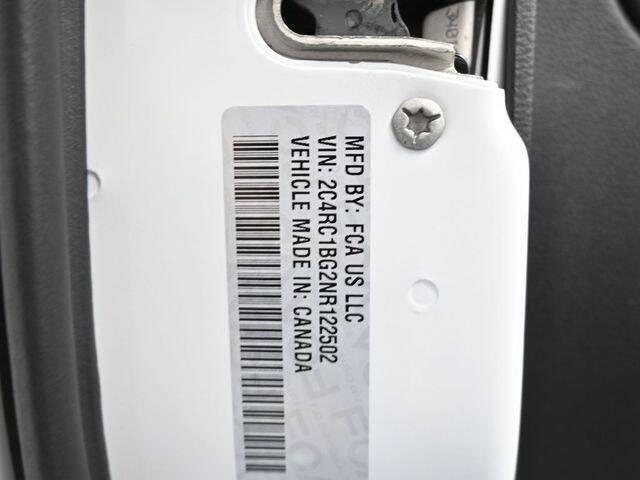 MFD BY: FCA US LLC
VIN: 2C4RC1BG2NR122502
VEHICLE MADE IN: CANADA